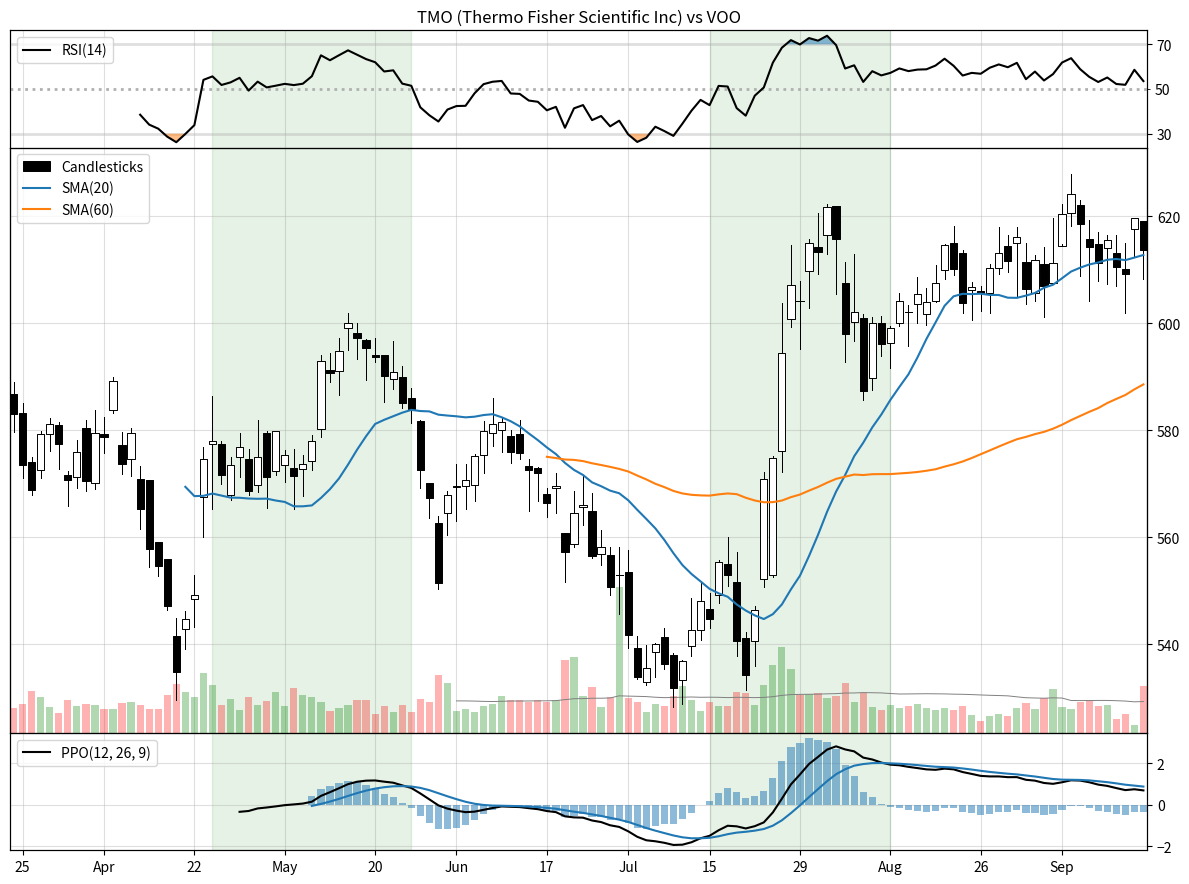 TMO (Thermo Fisher Scientific Inc) vs VOO
RSI(14)
70
50
30
Candlesticks
SMA(20)
SMA(60)
620
600
580
560
540
PPO(12, 26, 9)
2
0
−2
25 Apr 22 May 20 Jun 17 Jul 15 29 Aug 26 Sep